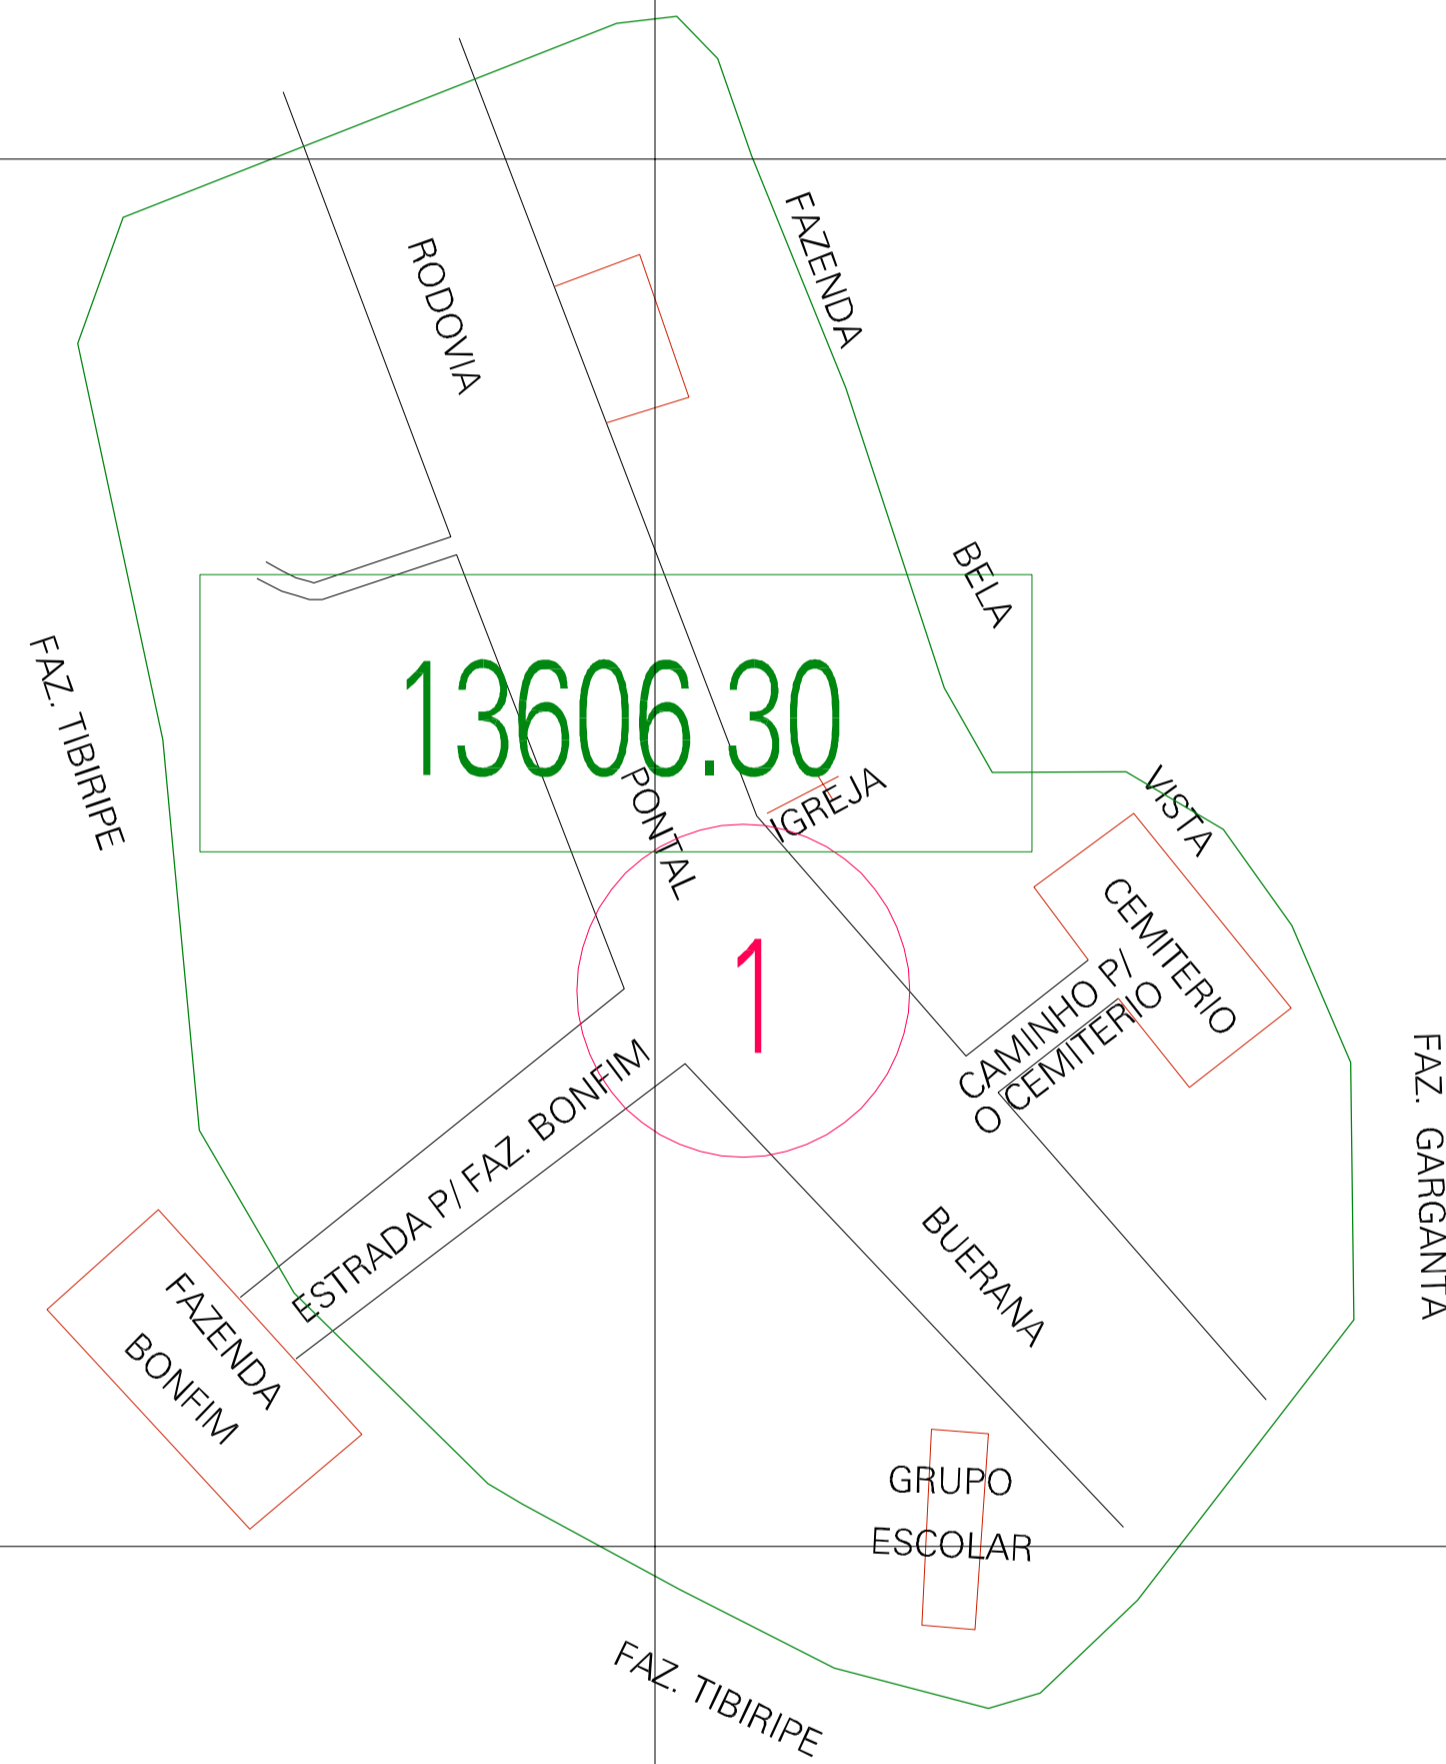 RODOVIA
FAZENDA
BELA
VISTA
FAZ. TIBIRIPE
13606.30
PONTAL
IGREJA
1
CEMITERIO
CAMINHO P/
O CEMITERIO
ESTRADA P/ FAZ. BONFIM
FAZ. GARGANTA
BUERANA
FAZENDA
BONFIM
GRUPO
ESCOLAR
FAZ. TIBIRIPE